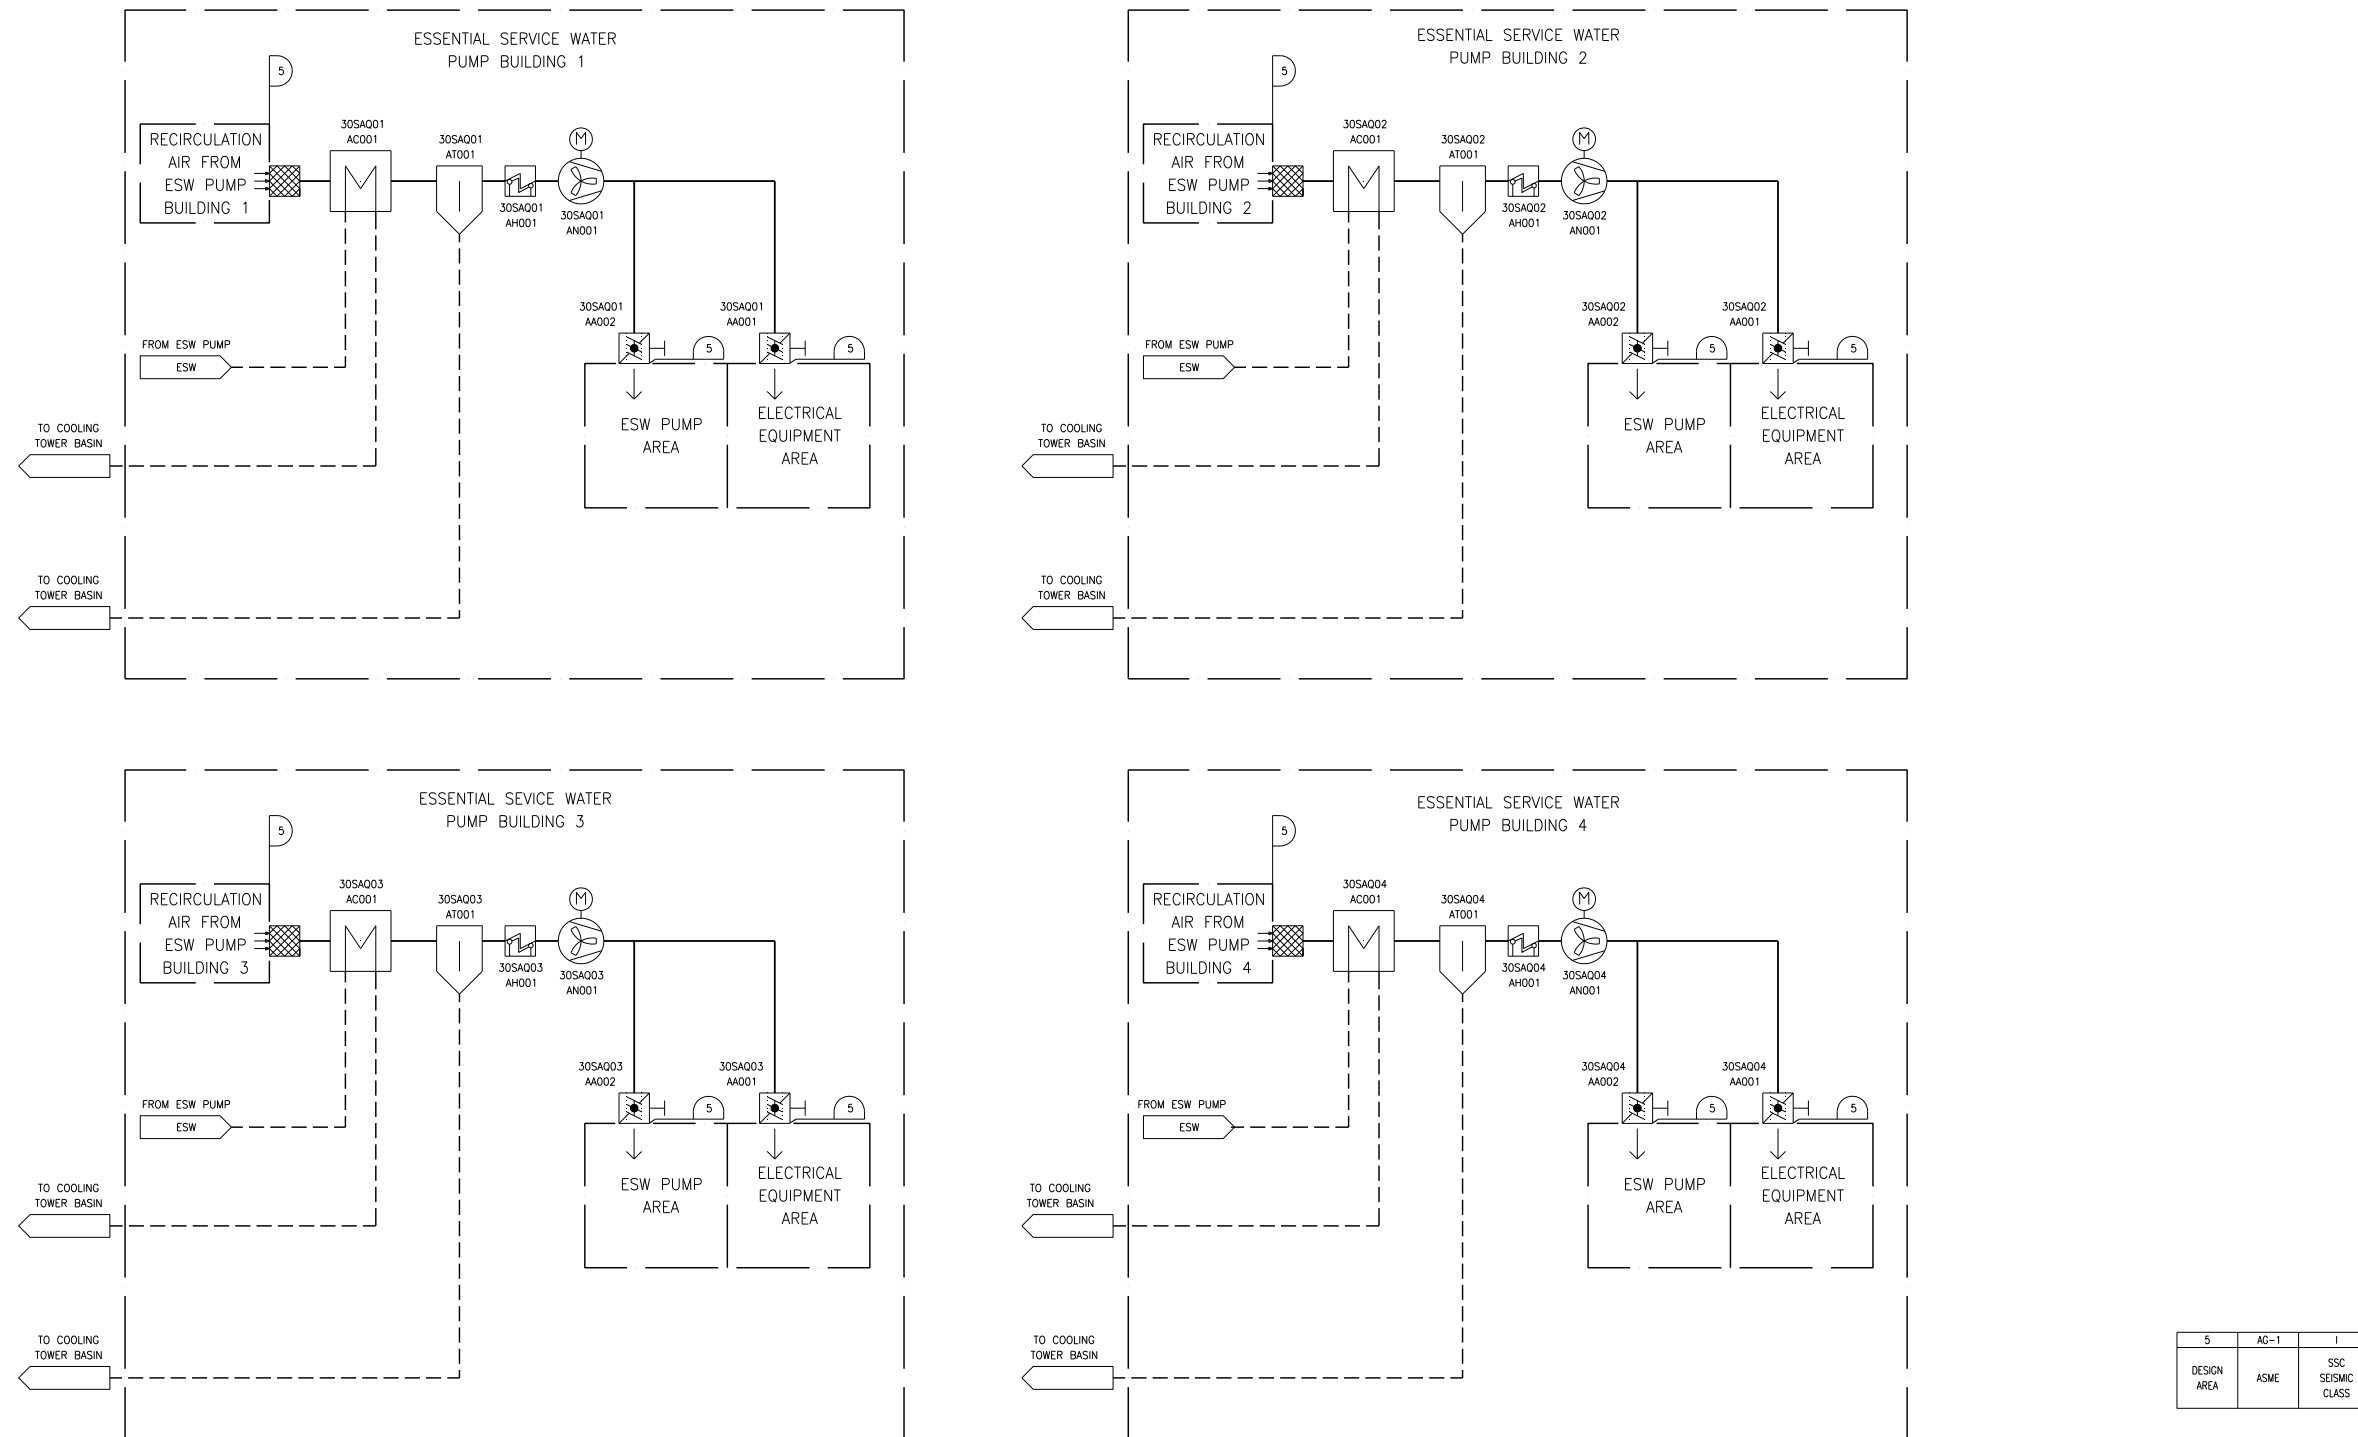 ESSENTIAL SERVICE WATER
PUMP BUILDING 1
5
RECIRCULATION
AIR FROM
ESW PUMP
BUILDING 1
30SAQ01
AC001
30SAQ01
AT001
M
30SAQ01
AH001
30SAQ01
AN001
30SAQ01
AA002
30SAQ01
AA001
5
5
FROM ESW PUMP
ESW
ESW PUMP
AREA
ELECTRICAL
EQUIPMENT
AREA
TO COOLING
TOWER BASIN
TO COOLING
TOWER BASIN
ESSENTIAL SERVICE WATER
PUMP BUILDING 2
5
RECIRCULATION
AIR FROM
ESW PUMP
BUILDING 2
30SAQ02
AC001
30SAQ02
AT001
M
30SAQ02
AH001
30SAQ02
AN001
30SAQ02
AA002
30SAQ02
AA001
5
5
FROM ESW PUMP
ESW
ESW PUMP
AREA
ELECTRICAL
EQUIPMENT
AREA
TO COOLING
TOWER BASIN
TO COOLING
TOWER BASIN
ESSENTIAL SEVICE WATER
PUMP BUILDING 3
5
RECIRCULATION
AIR FROM
ESW PUMP
BUILDING 3
30SAQ03
AC001
30SAQ03
AT001
M
30SAQ03
AH001
30SAQ03
AN001
30SAQ03
AA002
30SAQ03
AA001
5
5
FROM ESW PUMP
ESW
ESW PUMP
AREA
ELECTRICAL
EQUIPMENT
AREA
TO COOLING
TOWER BASIN
TO COOLING
TOWER BASIN
ESSENTIAL SERVICE WATER
PUMP BUILDING 4
5
RECIRCULATION
AIR FROM
ESW PUMP
BUILDING 4
30SAQ04
AC001
30SAQ04
AT001
M
30SAQ04
AH001
30SAQ04
AN001
30SAQ04
AA002
30SAQ04
AA001
5
5
FROM ESW PUMP
ESW
ESW PUMP
AREA
ELECTRICAL
EQUIPMENT
AREA
TO COOLING
TOWER BASIN
TO COOLING
TOWER BASIN
5 AG-1 I
DESIGN
AREA
ASME
SSC
SEISMIC
CLASS